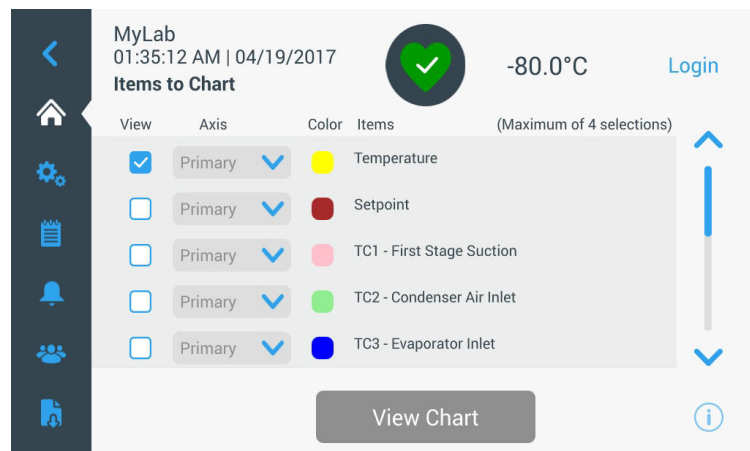 MyLab
01:35:12 AM | 04/19/2017
Items to Chart
-80.0°C
Login
View Axis Color Items (Maximum of 4 selections)
Primary Temperature
Primary Setpoint
Primary TC1 - First Stage Suction
Primary TC2 - Condenser Air Inlet
Primary TC3 - Evaporator Inlet
View Chart